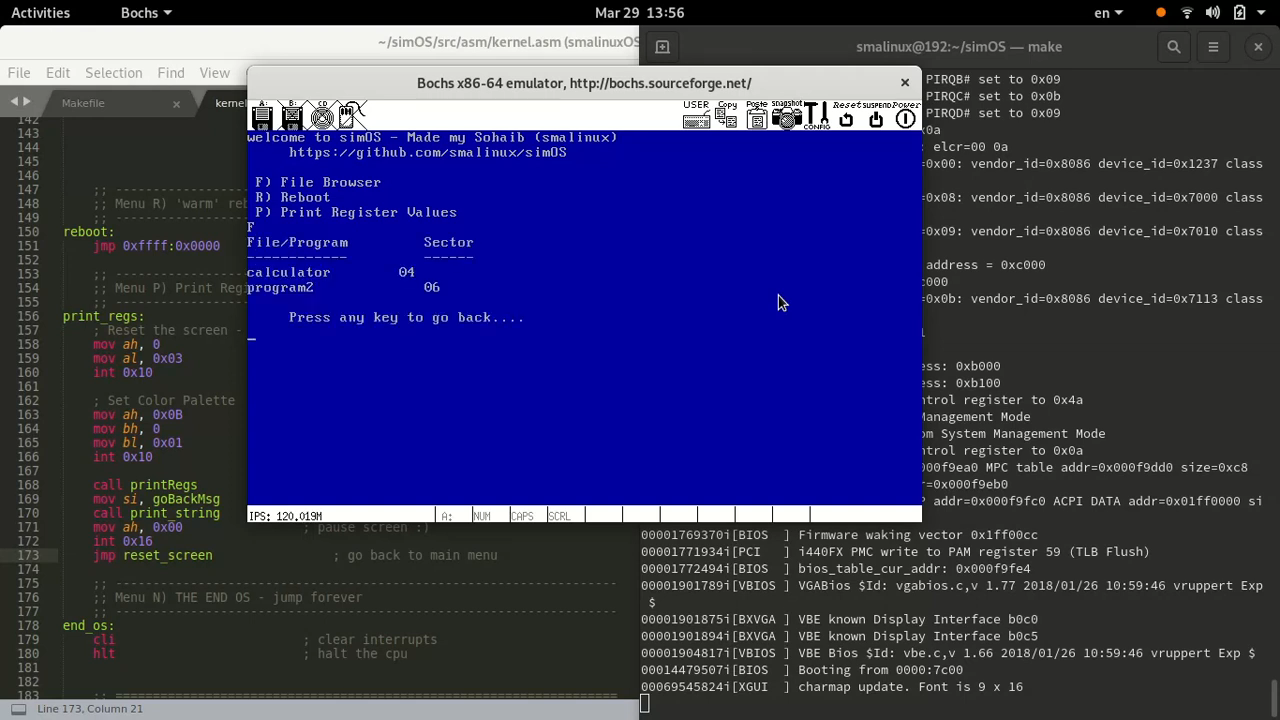 Activities
Bochs
Mar 29 13:56
en
~/simOS/src/asm/kernel.asm (smalinuxOS
File Edit Selection Find View
Makefile
kerne
142
143
144
145
146
147 ;; ----------------
148 ;; Menu R) 'warm' reb
149 ;; ----------------
150 reboot:
151 jmp 0xffff:0x0000
152
153 ;; ----------------
154 ;; Menu P) Print Regi
155 ;; ----------------
156 print_regs:
157 ; Reset the screen -
158 mov ah, 0
159 mov al, 0x03
160 int 0x10
161
162 ; Set Color Palette
163 mov ah, 0x0B
164 mov bh, 0
165 mov bl, 0x01
166 int 0x10
167
168 call printRegs
169 mov si, goBackMsg
170 call print_string
171 mov ah, 0x00 ; pause screen :)
172 int 0x16
173 jmp reset_screen ; go back to main menu
174
175 ;; ----------------------------------------------------------------
176 ;; Menu N) THE END OS - jump forever
177 ;; ----------------------------------------------------------------
178 end_os:
179 cli ; clear interrupts
180 hlt ; halt the cpu
181
182 ;; ================================================================
183
Line 173, Column 21
Bochs x86-64 emulator, http://bochs.sourceforge.net/
A: B: CD USER Copy Paste snapshot CONFIG Reset SUSPEND Power
welcome to simOS - Made my Sohaib (smalinux)
https://github.com/smalinux/simOS
F) File Browser
R) Reboot
P) Print Register Values
F
File/Program Sector
------------ ------
calculator 04
program2 06
Press any key to go back....
_
IPS: 120.019M A: NUM CAPS SCRL
smalinux@192:~/simOS — make
PIRQB# set to 0x09
PIRQC# set to 0x0b
PIRQD# set to 0x09
0a
: elcr=00 0a
=0x00: vendor_id=0x8086 device_id=0x1237 class
=0x08: vendor_id=0x8086 device_id=0x7000 class
=0x09: vendor_id=0x8086 device_id=0x7010 class
address = 0xc000
c000
=0x0b: vendor_id=0x8086 device_id=0x7113 class
l
ess: 0xb000
ess: 0xb100
ntrol register to 0x4a
Management Mode
om System Management Mode
ntrol register to 0x0a
000f9ea0 MPC table addr=0x000f9dd0 size=0xc8
000f9eb0
P addr=0x000f9fc0 ACPI DATA addr=0x01ff0000 si
00001769370i[BIOS ] Firmware waking vector 0x1ff00cc
00001771934i[PCI ] i440FX PMC write to PAM register 59 (TLB Flush)
00001772494i[BIOS ] bios_table_cur_addr: 0x000f9fe4
00001901789i[VBIOS ] VGABios $Id: vgabios.c,v 1.77 2018/01/26 10:59:46 vruppert Exp
$
00001901875i[BXVGA ] VBE known Display Interface b0c0
00001901894i[BXVGA ] VBE known Display Interface b0c5
00001904817i[VBIOS ] VBE Bios $Id: vbe.c,v 1.66 2018/01/26 10:59:46 vruppert Exp $
00014479507i[BIOS ] Booting from 0000:7c00
00069545824i[XGUI ] charmap update. Font is 9 x 16